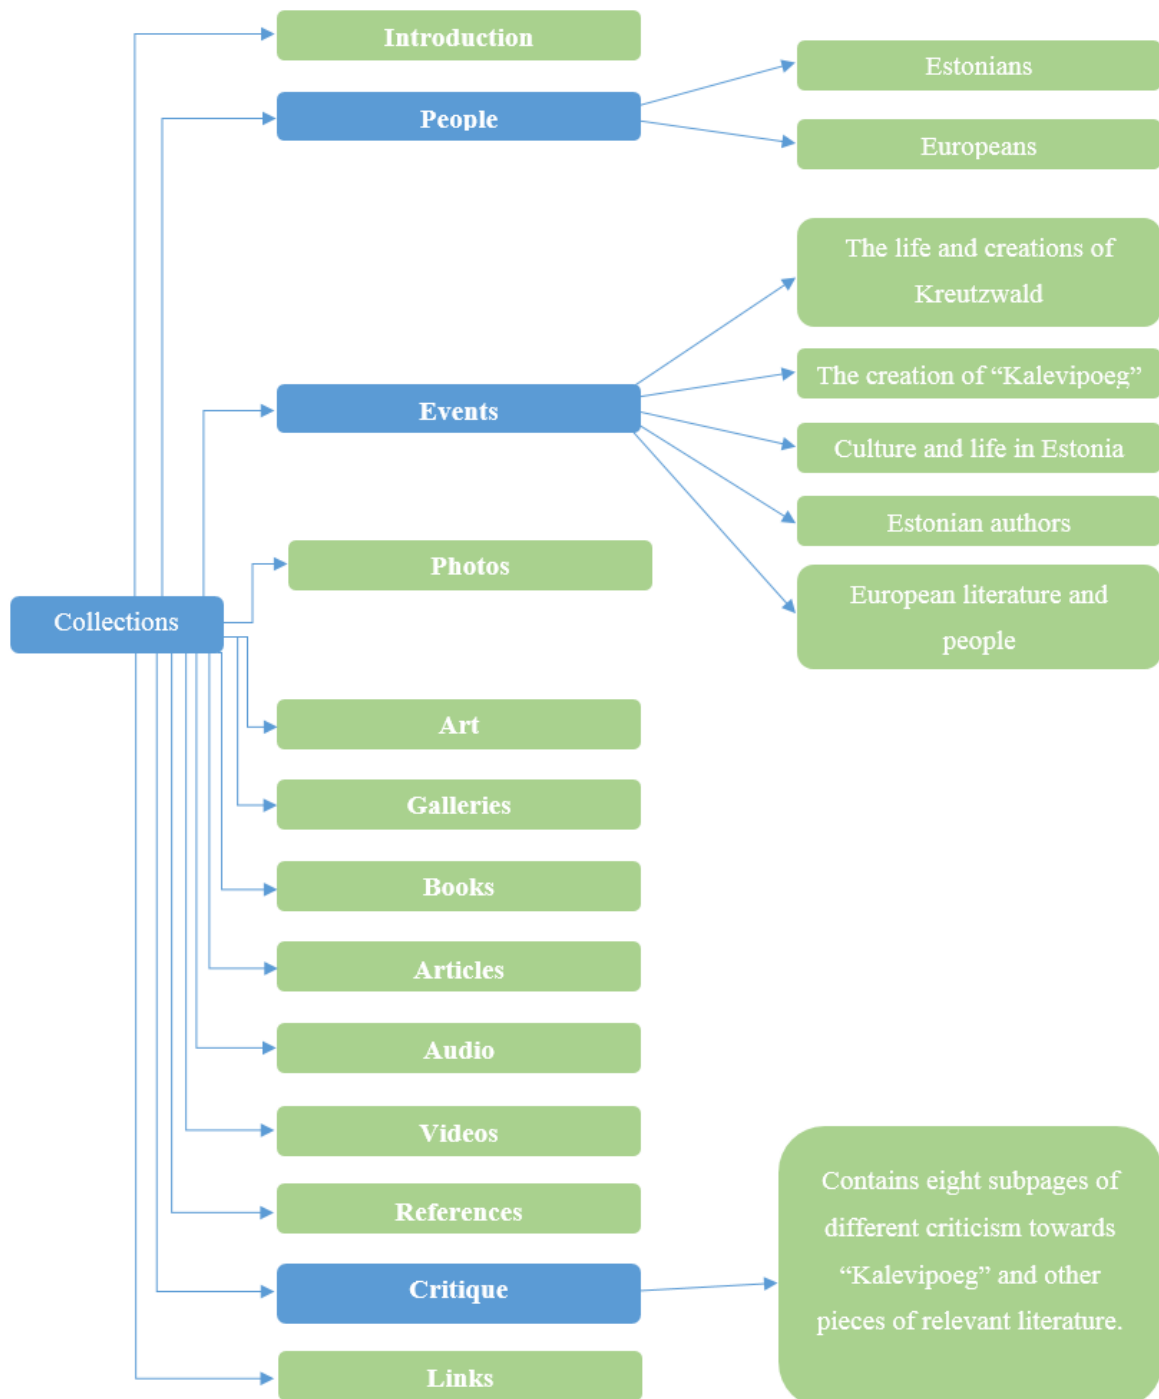 Introduction
People
Estonians
Europeans
Events
The life and creations of
Kreutzwald
The creation of “Kalevipoeg”
Culture and life in Estonia
Estonian authors
European literature and
people
Photos
Collections
Art
Galleries
Books
Articles
Audio
Videos
References
Critique
Contains eight subpages of
different criticism towards
“Kalevipoeg” and other
pieces of relevant literature.
Links